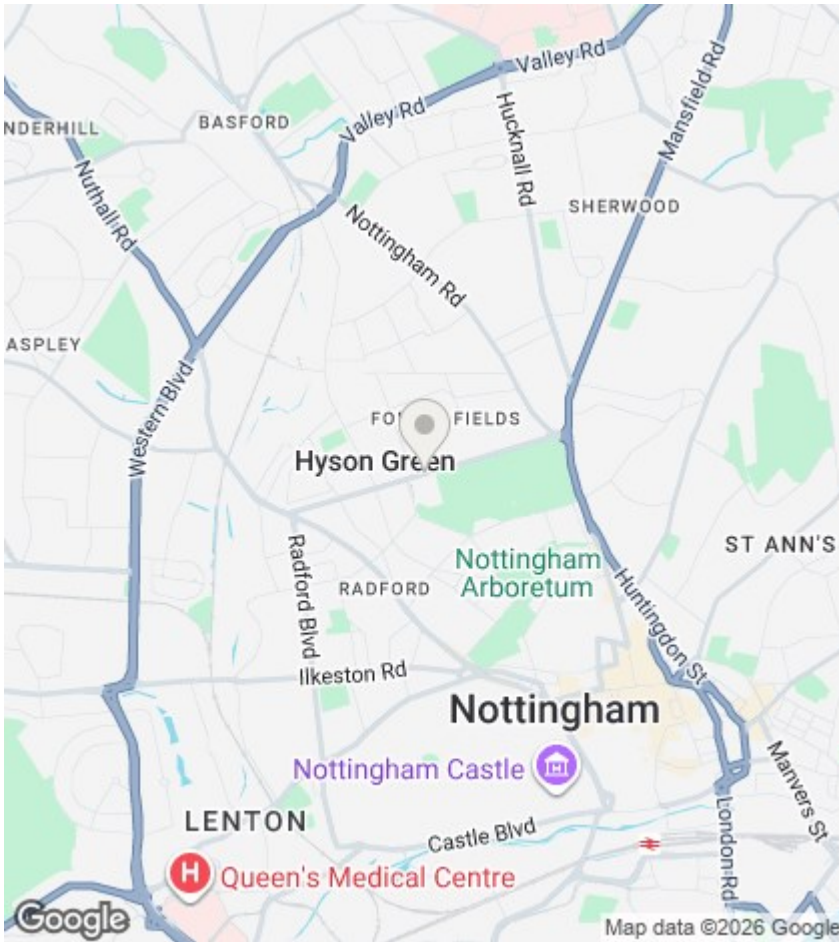 Valley Rd
NDERHILL
BASFORD
Valley Rd
Mansfield Rd
Hucknall Rd
Nuthall Rd
SHERWOOD
Nottingham Rd
ASPLEY
Western Blvd
FO
FIELDS
Hyson Green
ST ANN'S
Nottingham
Arboretum
Radford Blvd
RADFORD
Huntingdon St
Ilkeston Rd
Nottingham
Nottingham Castle
Manvers St
LENTON
Castle Blvd
London Rd
H
Queen's Medical Centre
Google
Map data ©2026 Google